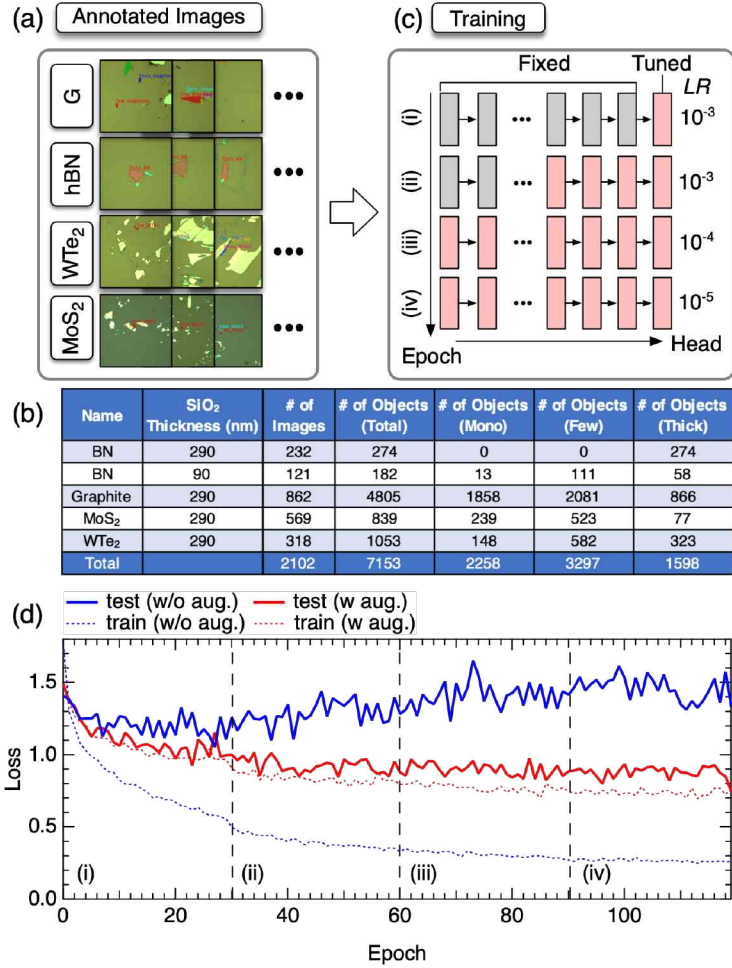 (a)
Annotated Images
G
hBN
WTe₂
MoS₂
•••
•••
•••
•••
(c)
Training
Fixed
Tuned
LR
(i)
10⁻³
(ii)
10⁻³
(iii)
10⁻⁴
(iv)
10⁻⁵
•••
•••
•••
•••
Epoch
Head
(b)
Name SiO₂ Thickness (nm) # of Images # of Objects (Total) # of Objects (Mono) # of Objects (Few) # of Objects (Thick)
BN 290 232 274 0 0 274
BN 90 121 182 13 111 58
Graphite 290 862 4805 1858 2081 866
MoS₂ 290 569 839 239 523 77
WTe₂ 290 318 1053 148 582 323
Total 2102 7153 2258 3297 1598
(d)
test (w/o aug.) test (w aug.)
train (w/o aug.) train (w aug.)
Loss
1.5
1.0
0.5
0.0
(i) (ii) (iii) (iv)
0 20 40 60 80 100
Epoch